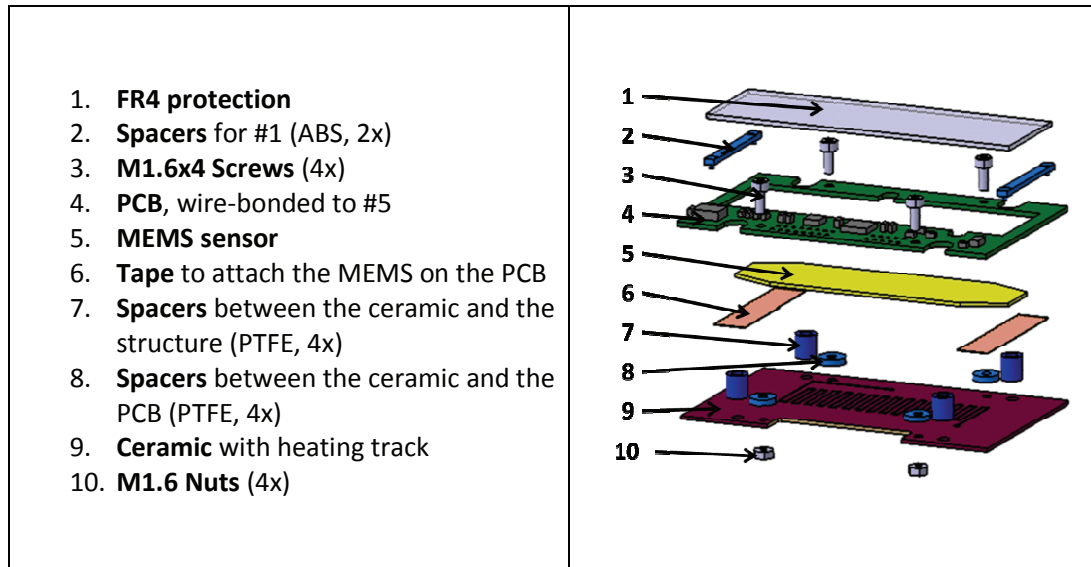 1. FR4 protection
2. Spacers for #1 (ABS, 2x)
3. M1.6x4 Screws (4x)
4. PCB, wire-bonded to #5
5. MEMS sensor
6. Tape to attach the MEMS on the PCB
7. Spacers between the ceramic and the
structure (PTFE, 4x)
8. Spacers between the ceramic and the
PCB (PTFE, 4x)
9. Ceramic with heating track
10. M1.6 Nuts (4x)
1
2
3
4
5
6
7
8
9
10